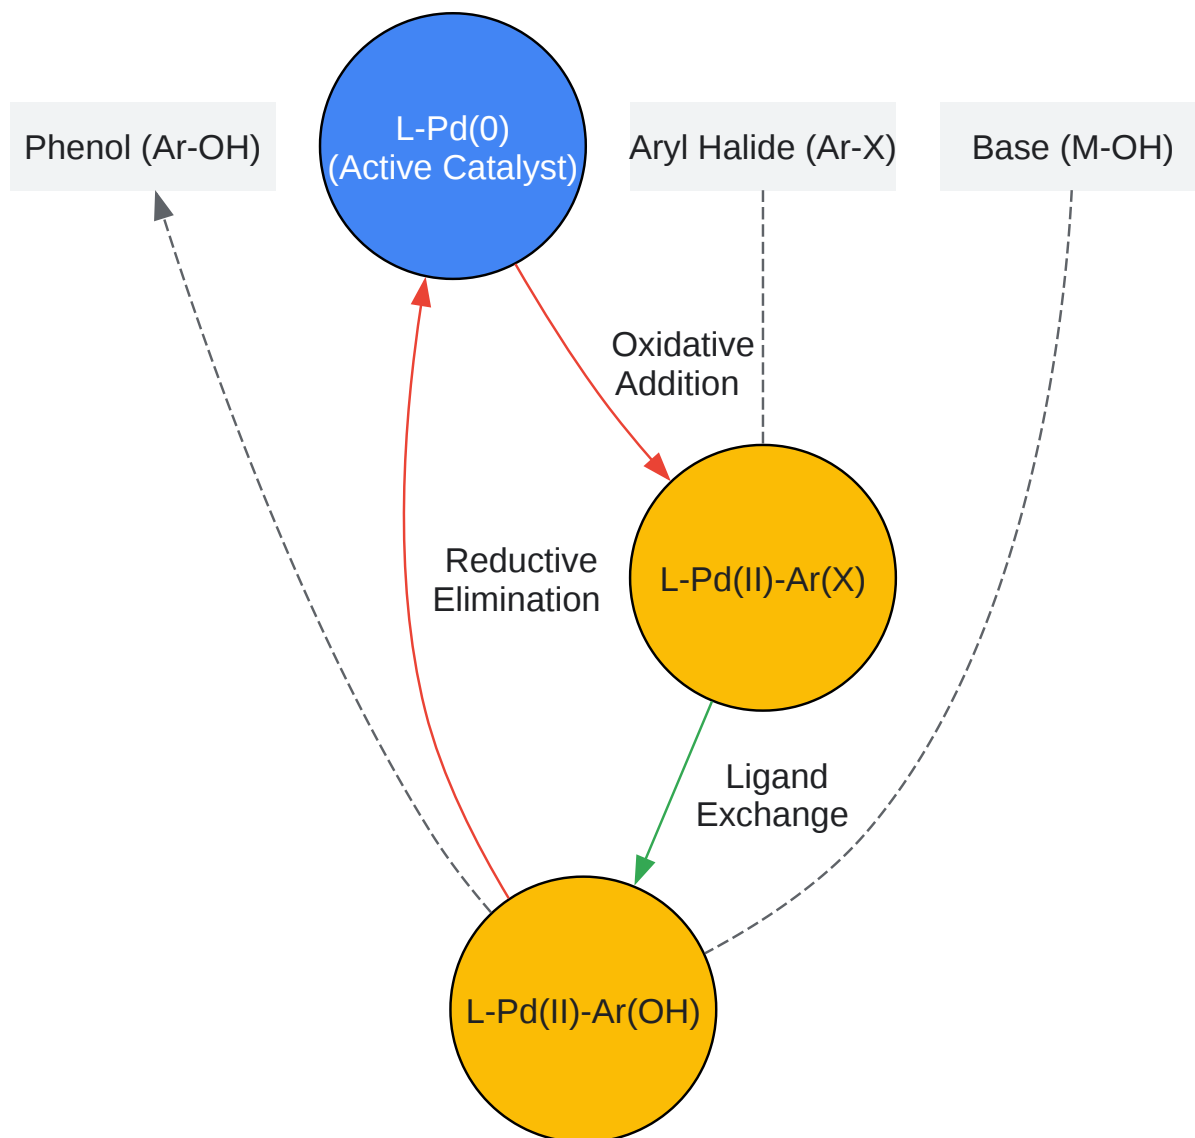 Phenol (Ar-OH)
L-Pd(0)
(Active Catalyst)
Aryl Halide (Ar-X)
Base (M-OH)
Oxidative
Addition
Reductive
Elimination
L-Pd(II)-Ar(X)
Ligand
Exchange
L-Pd(II)-Ar(OH)